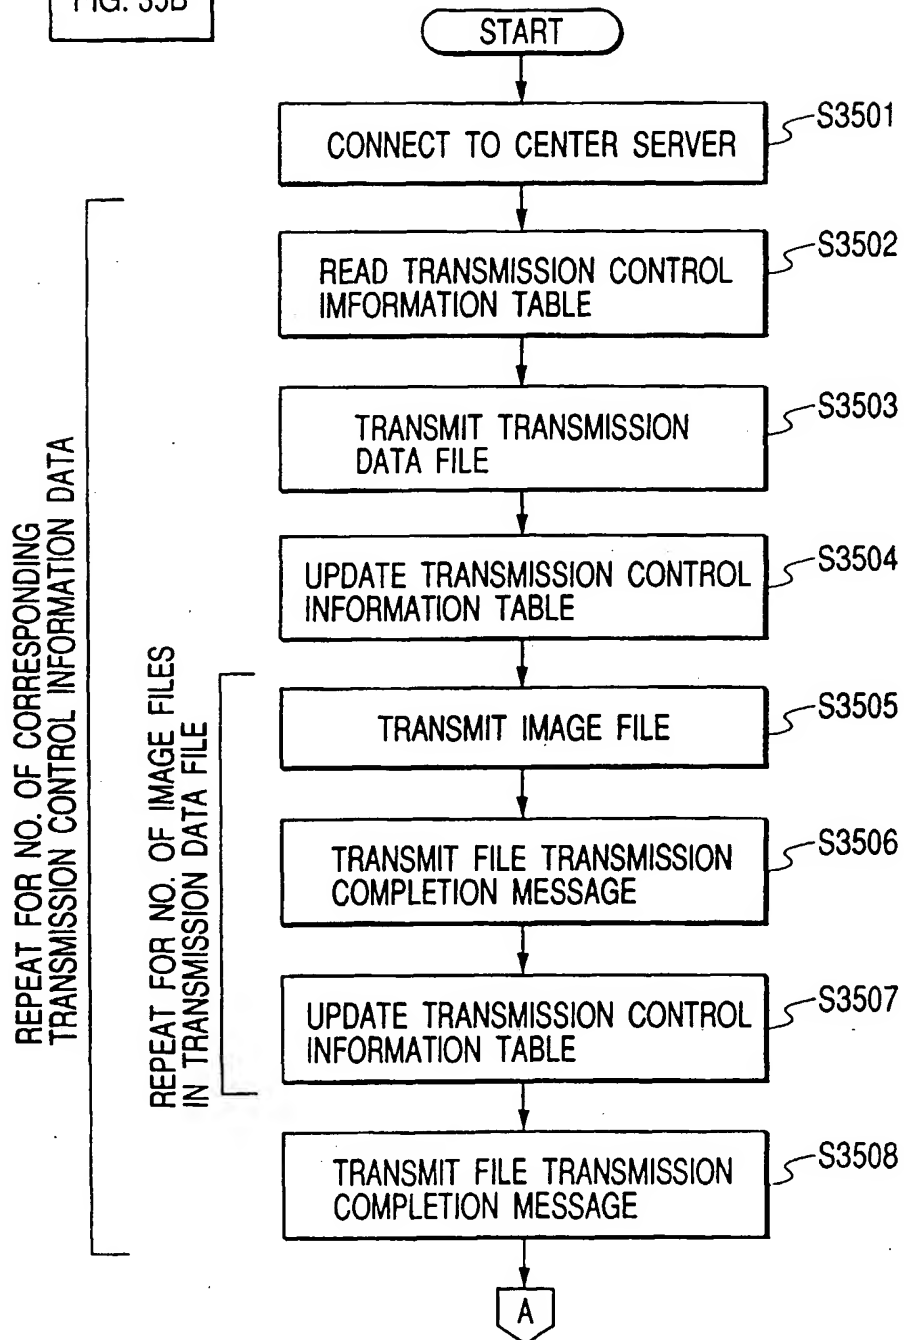 FIG. 35B
START
CONNECT TO CENTER SERVER
S3501
READ TRANSMISSION CONTROL
IMFORMATION TABLE
S3502
TRANSMIT TRANSMISSION
DATA FILE
S3503
UPDATE TRANSMISSION CONTROL
INFORMATION TABLE
S3504
TRANSMIT IMAGE FILE
S3505
TRANSMIT FILE TRANSMISSION
COMPLETION MESSAGE
S3506
UPDATE TRANSMISSION CONTROL
INFORMATION TABLE
S3507
TRANSMIT FILE TRANSMISSION
COMPLETION MESSAGE
S3508
A
REPEAT FOR NO. OF CORRESPONDING
TRANSMISSION CONTROL INFORMATION DATA
REPEAT FOR NO. OF IMAGE FILES
IN TRANSMISSION DATA FILE